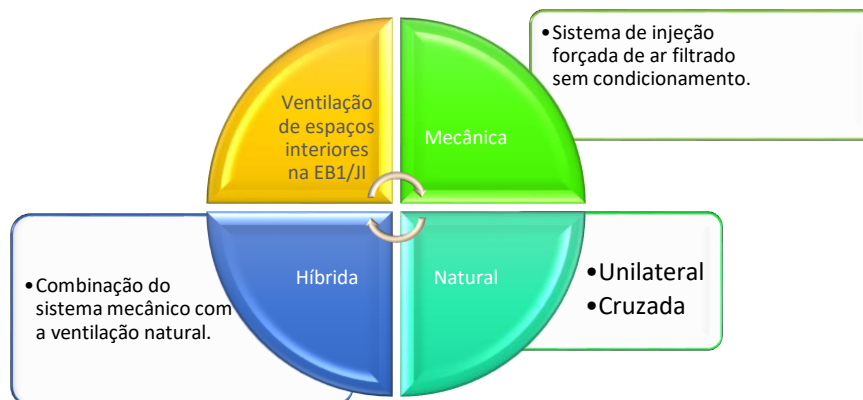 Ventilação
de espaços
interiores
na EB1/JI
Mecânica
•Sistema de injeção
forçada de ar filtrado
sem condicionamento.
Híbrida
•Combinação do
sistema mecânico com
a ventilação natural.
Natural
•Unilateral
•Cruzada